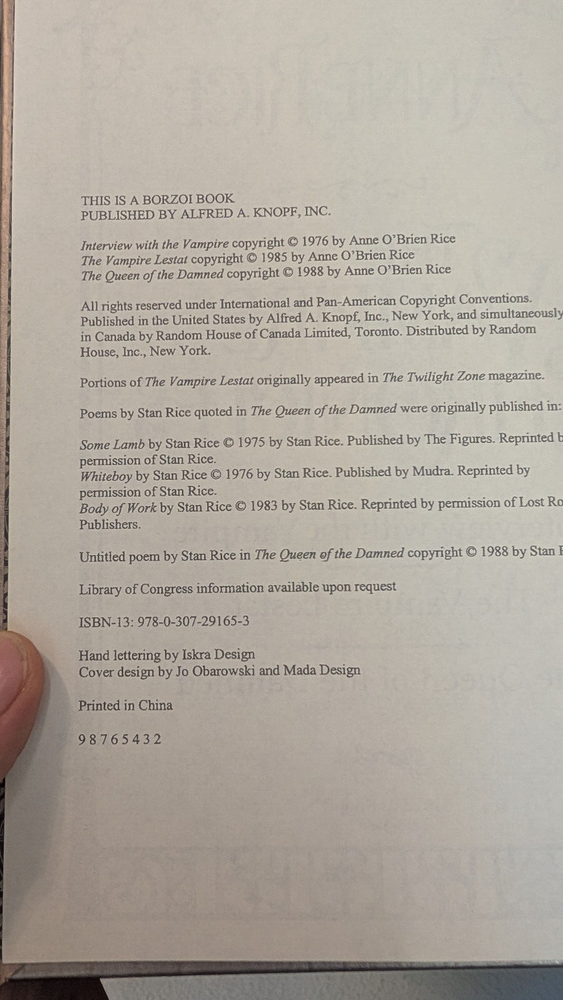 THIS IS A BORZOI BOOK
PUBLISHED BY ALFRED A. KNOPF, INC.
Interview with the Vampire copyright © 1976 by Anne O'Brien Rice
The Vampire Lestat copyright © 1985 by Anne O'Brien Rice
The Queen of the Damned copyright © 1988 by Anne O'Brien Rice
All rights reserved under International and Pan-American Copyright Conventions.
Published in the United States by Alfred A. Knopf, Inc., New York, and simultaneously
in Canada by Random House of Canada Limited, Toronto. Distributed by Random
House, Inc., New York.
Portions of The Vampire Lestat originally appeared in The Twilight Zone magazine.
Poems by Stan Rice quoted in The Queen of the Damned were originally published in:
Some Lamb by Stan Rice © 1975 by Stan Rice. Published by The Figures. Reprinted
permission of Stan Rice.
Whiteboy by Stan Rice © 1976 by Stan Rice. Published by Mudra. Reprinted by
permission of Stan Rice.
Body of Work by Stan Rice © 1983 by Stan Rice. Reprinted by permission of Lost
Publishers.
Untitled poem by Stan Rice in The Queen of the Damned copyright © 1988 by Stan
Library of Congress information available upon request
ISBN-13: 978-0-307-29165-3
Hand lettering by Iskra Design
Cover design by Jo Obarowski and Mada Design
Printed in China
9 8 7 6 5 4 3 2